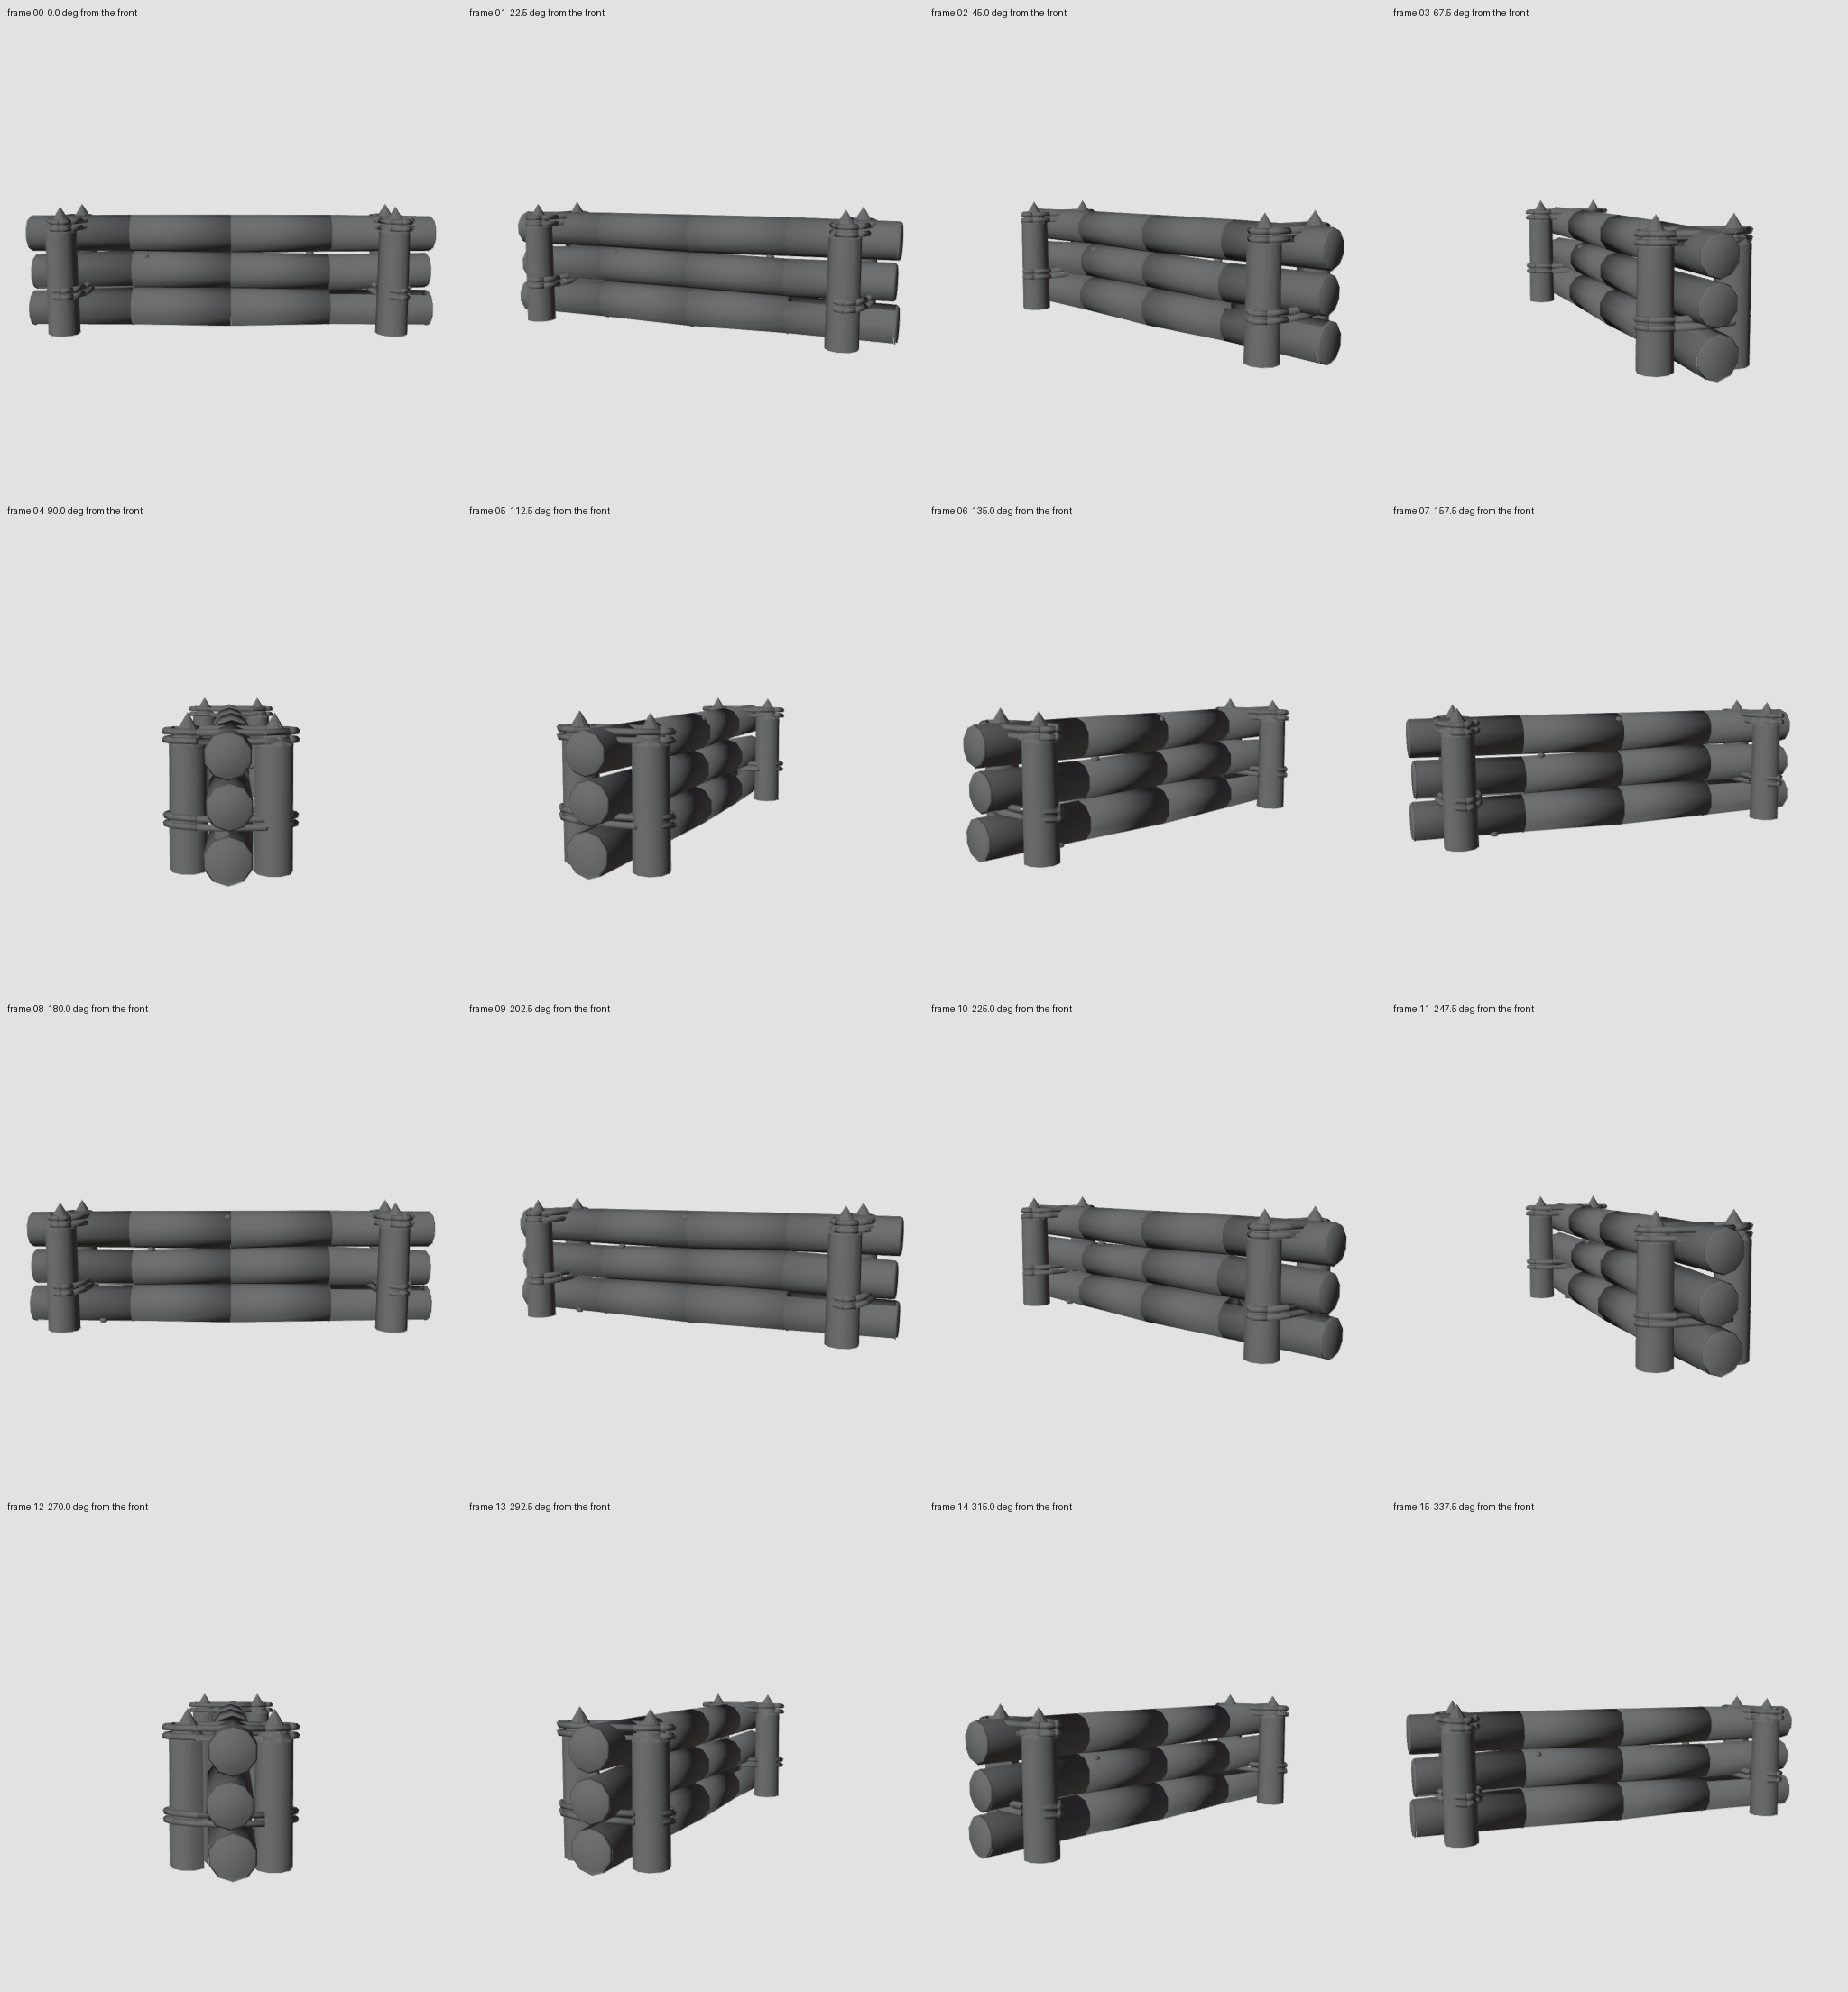 frame 00 0.0 deg from the front
frame 01 22.5 deg from the front
frame 02 45.0 deg from the front
frame 03 67.5 deg from the front
frame 04 90.0 deg from the front
frame 05 112.5 deg from the front
frame 06 135.0 deg from the front
frame 07 157.5 deg from the front
frame 08 180.0 deg from the front
frame 09 202.5 deg from the front
frame 10 225.0 deg from the front
frame 11 247.5 deg from the front
frame 12 270.0 deg from the front
frame 13 292.5 deg from the front
frame 14 315.0 deg from the front
frame 15 337.5 deg from the front